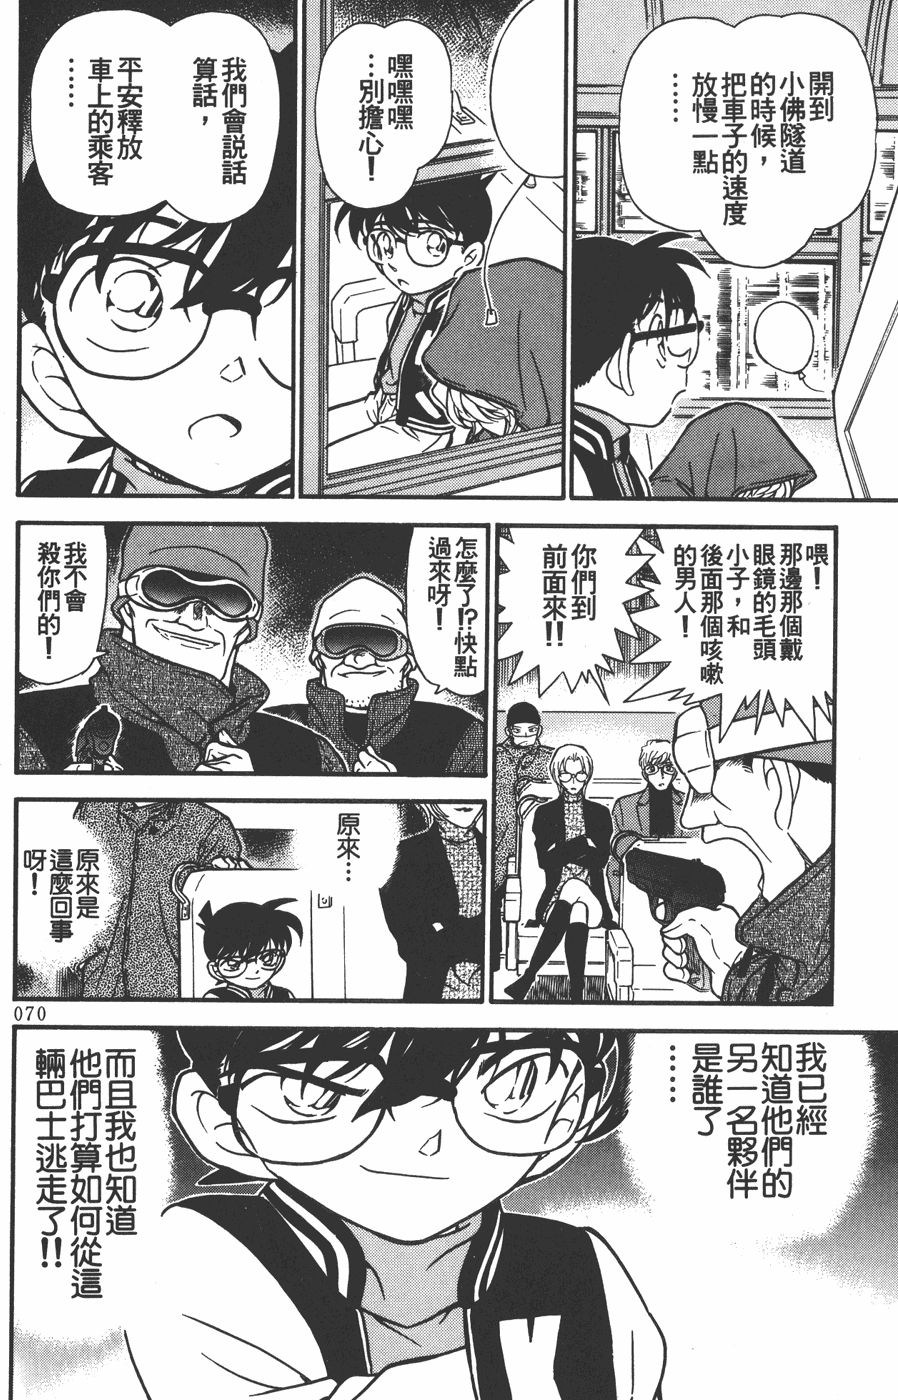 開到
小佛隧道
的時候，
把車子的速度
放慢一點
……
嘿嘿嘿
…別擔心！
我們會說話
算話，
平安釋放
車上的乘客
……
喂！
那邊那個戴
眼鏡的毛頭
小子，和
後面那個咳嗽
的男人！
你們到
前面來!!
怎麼了!?快點
過來呀！
我不會
殺你們的！
原來…
原來是
這麼回事
呀！
070
我已經
知道他們的
另一名夥伴
是誰了
……
而且我也知道
他們打算如何從這
輛巴士逃走了!!